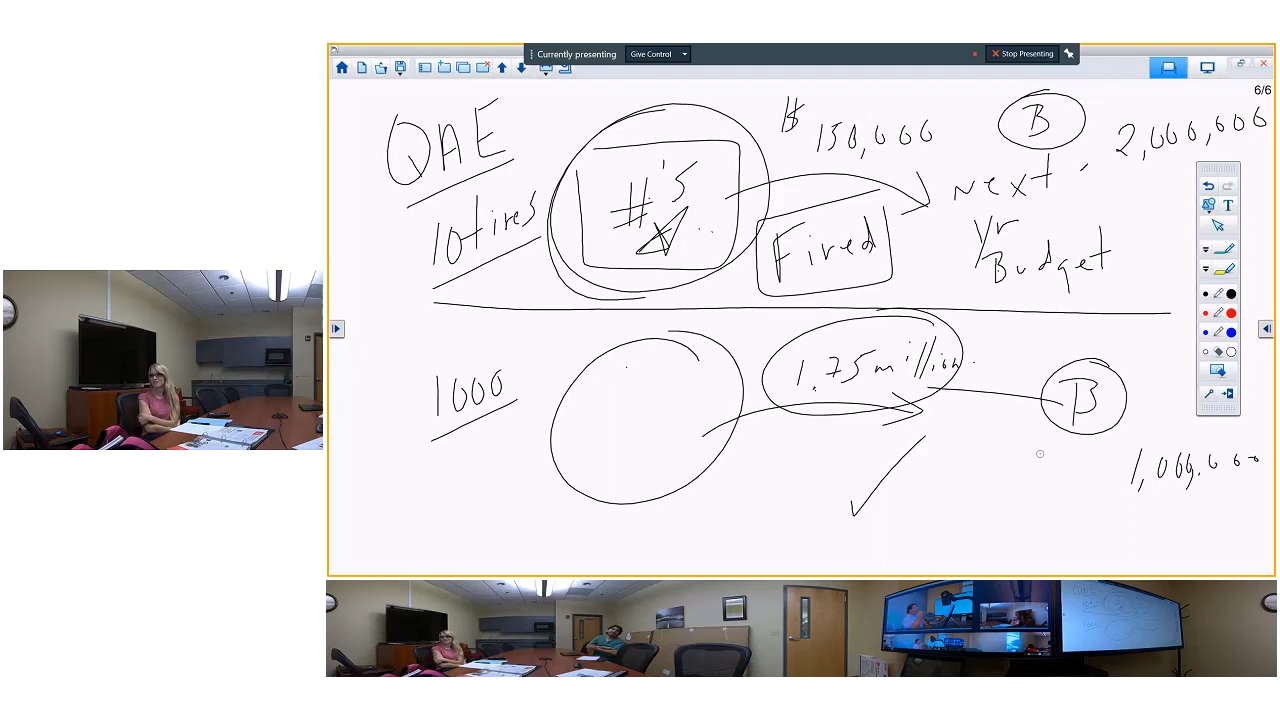 Currently presenting Give Control Stop Presenting
6/6
QAE
10 tires
#'s
$ 150,000
B
2,000,000
Fired
Next
Yr
Budget
T
1000
1.75 million
B
1,000,000